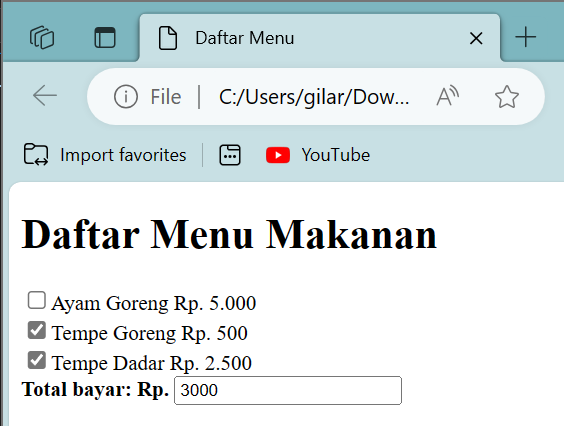 Daftar Menu
File C:/Users/gilar/Dow...
Import favorites YouTube
Daftar Menu Makanan
Ayam Goreng Rp. 5.000
Tempe Goreng Rp. 500
Tempe Dadar Rp. 2.500
Total bayar: Rp. 3000